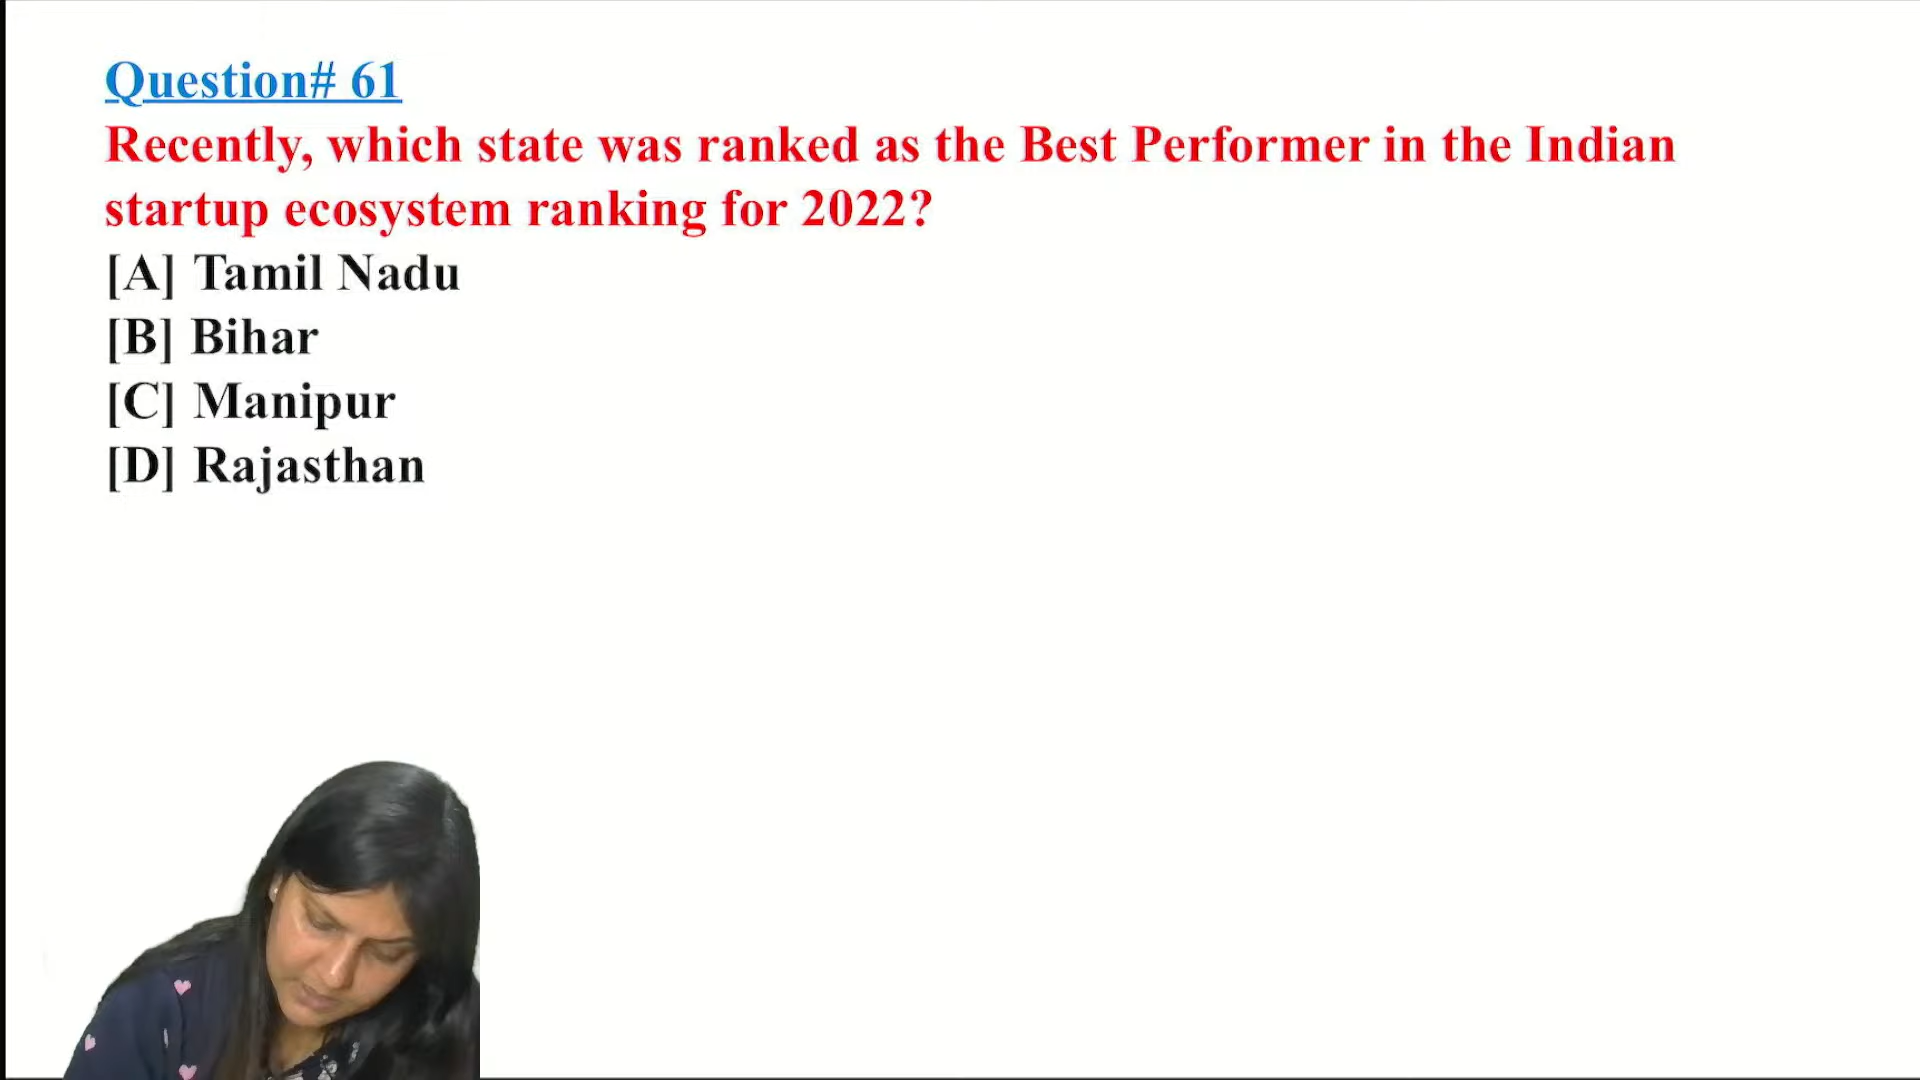 Question# 61
Recently, which state was ranked as the Best Performer in the Indian
startup ecosystem ranking for 2022?
[A] Tamil Nadu
[B] Bihar
[C] Manipur
[D] Rajasthan